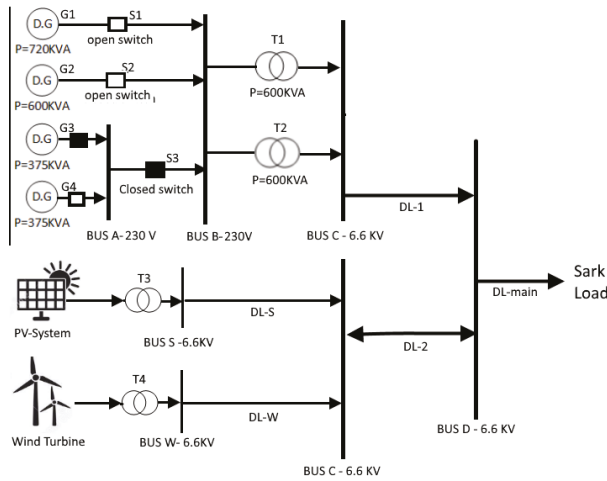 D.G G1 S1
open switch
P=720KVA
T1
D.G G2 S2
open switch
P=600KVA
P=600KVA
D.G G3
T2
P=375KVA
S3
Closed switch
D.G G4
P=600KVA
P=375KVA
DL-1
BUS A-230 V
BUS B-230V
BUS C - 6.6 KV
T3
DL-S
PV-System
BUS S -6.6KV
DL-main
Sark
Load
DL-2
T4
DL-W
Wind Turbine
BUS W- 6.6KV
BUS D - 6.6 KV
BUS C - 6.6 KV